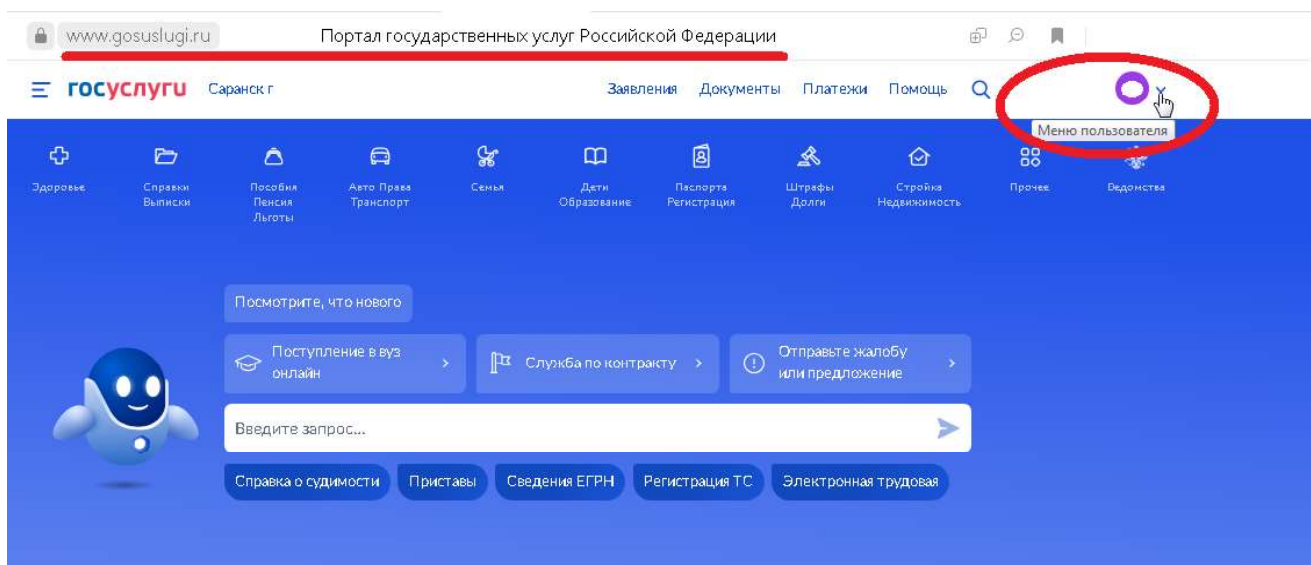 www.gosuslugi.ru Портал государственных услуг Российской Федерации
госуслуги Саранск г Заявления Документы Платежи Помощь
Меню пользователя
Здоровье Справки Пособия Авто Права Семья Дети Паспорта Штрафы Стройка Прочее Ведомства
Выписки Пенсия Транспорт Образование Регистрация Долги Недвижимость
Льготы
Посмотрите, что нового
Поступление в вуз Служба по контракту Отправьте жалобу
онлайн или предложение
Введите запрос...
Справка о судимости Приставы Сведения ЕГРН Регистрация ТС Электронная трудовая